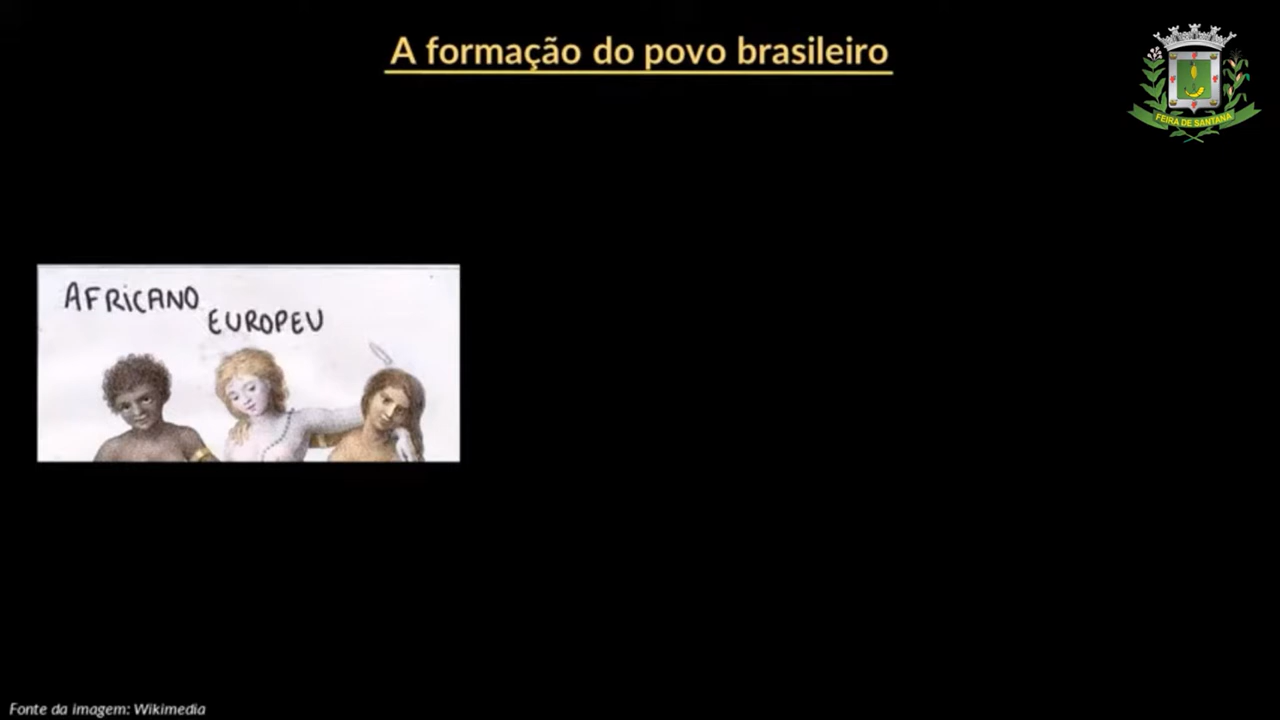 A formação do povo brasileiro
FEIRA DE SANTANA
AFRICANO
EUROPEU
Fonte da imagem: Wikimedia